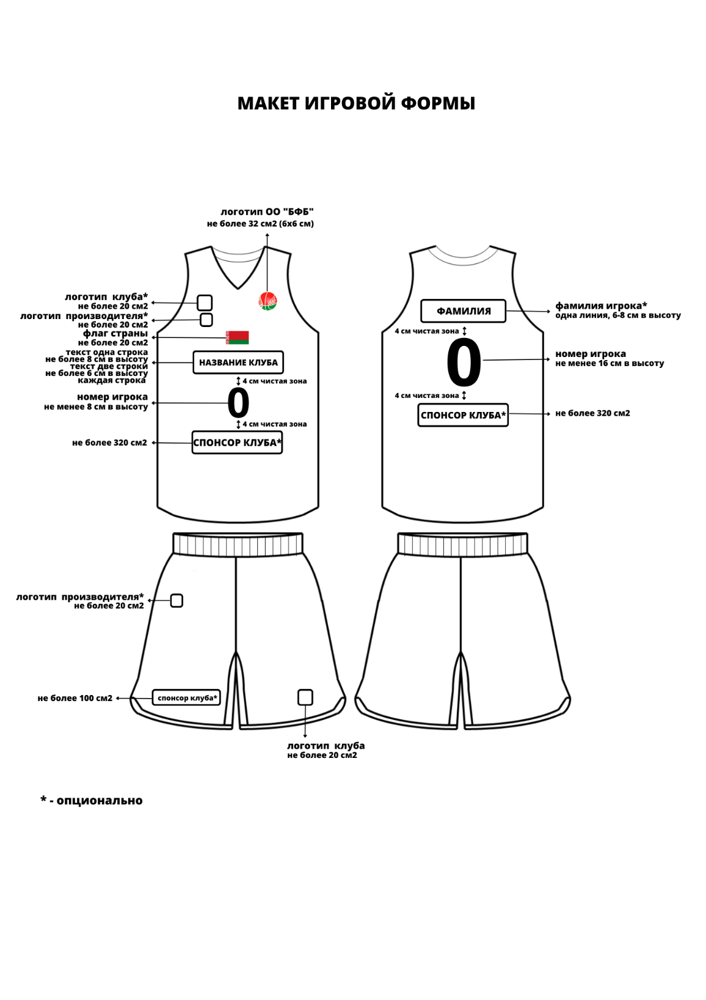 МАКЕТ ИГРОВОЙ ФОРМЫ
логотип ОО "БФБ"
не более 32 см2 (6х6 см)
логотип клуба*
не более 20 см2
логотип производителя*
не более 20 см2
флаг страны
не более 20 см2
текст одна строка
не более 8 см в высоту
текст две строки
не более 6 см в высоту
каждая строка
НАЗВАНИЕ КЛУБА
4 см чистая зона
номер игрока
не менее 8 см в высоту
0
4 см чистая зона
не более 320 см2
СПОНСОР КЛУБА*
ФАМИЛИЯ
фамилия игрока*
одна линия, 6-8 см в высоту
4 см чистая зона
0
номер игрока
не менее 16 см в высоту
4 см чистая зона
СПОНСОР КЛУБА*
не более 320 см2
логотип производителя*
не более 20 см2
не более 100 см2
спонсор клуба*
логотип клуба
не более 20 см2
* - опционально